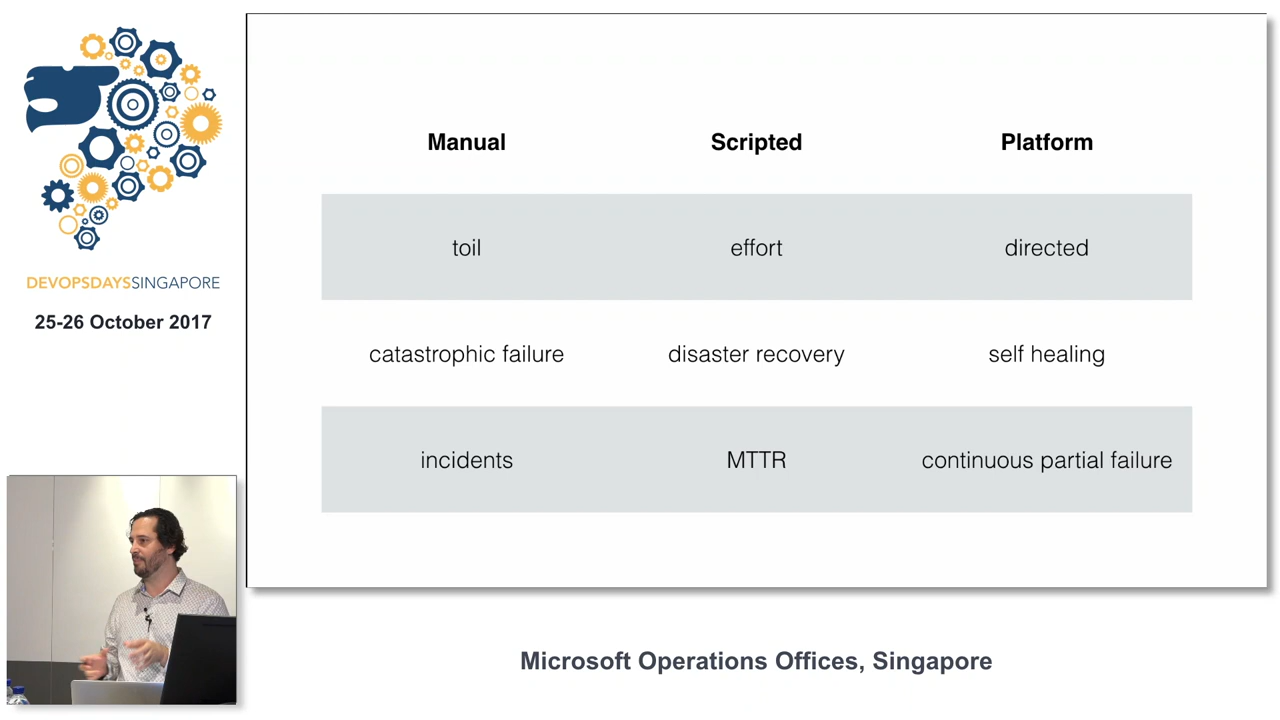 DEVOPSDAYSSINGAPORE
25-26 October 2017
Manual Scripted Platform
toil effort directed
catastrophic failure disaster recovery self healing
incidents MTTR continuous partial failure
Microsoft Operations Offices, Singapore